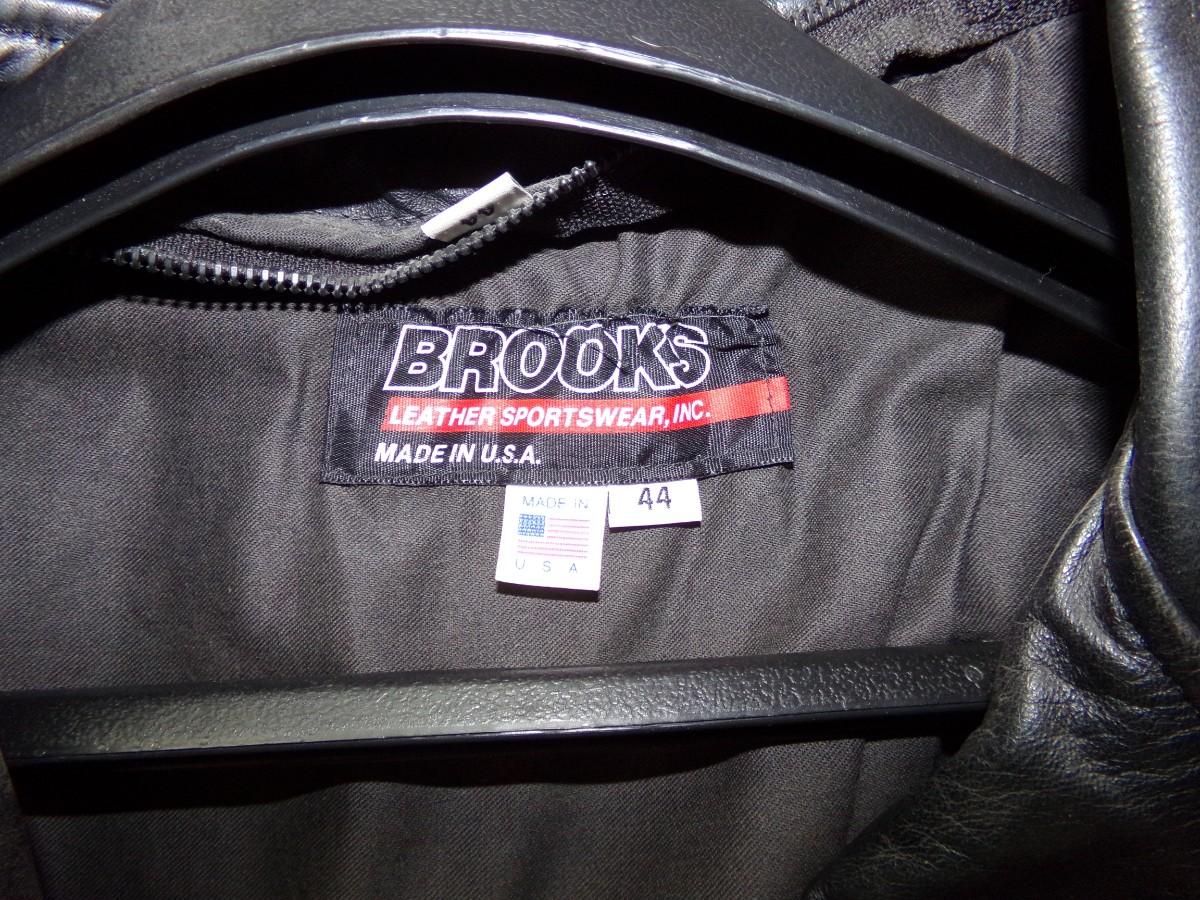 BROOKS
LEATHER SPORTSWEAR, INC.
MADE IN U.S.A.
MADE IN
U S A
44